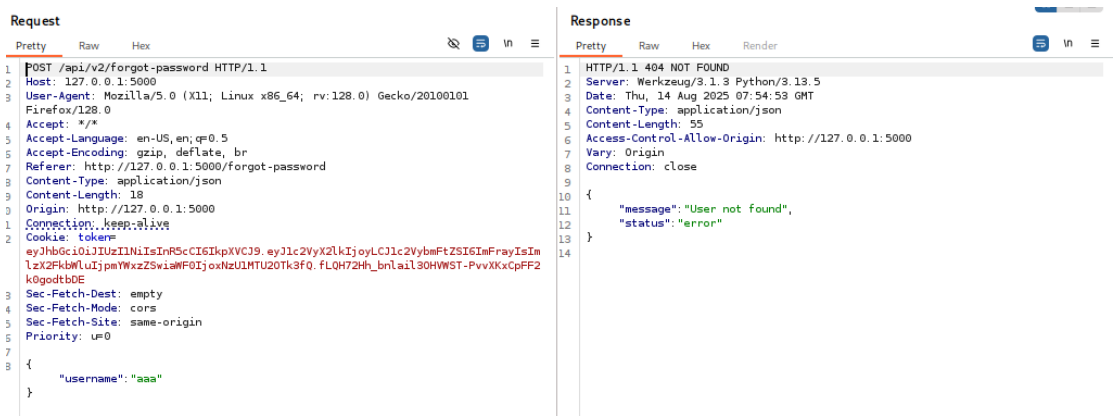 Request
Pretty Raw Hex
\n
1 POST /api/v2/forgot-password HTTP/1.1
2 Host: 127.0.0.1:5000
3 User-Agent: Mozilla/5.0 (X11; Linux x86_64; rv:128.0) Gecko/20100101
Firefox/128.0
4 Accept: */*
5 Accept-Language: en-US,en;q=0.5
6 Accept-Encoding: gzip, deflate, br
7 Referer: http://127.0.0.1:5000/forgot-password
8 Content-Type: application/json
9 Content-Length: 18
0 Origin: http://127.0.0.1:5000
1 Connection: keep-alive
2 Cookie: token=
eyJhbGciOiJIUzI1NiIsInR5cCI6IkpXVCJ9.eyJ1c2VyX2lkIjoyLCJ1c2VybmFtZSI6ImFrayIsIm
lzX2FkbWluIjpmYWxzZSwiaWF0IjoxNzU1MTU2OTk3fQ.fLQH72Hh_bnlail3OHVWST-PvvXKxCpFF2
k0godtbDE
3 Sec-Fetch-Dest: empty
4 Sec-Fetch-Mode: cors
5 Sec-Fetch-Site: same-origin
6 Priority: u=0
7
8 {
"username":"aaa"
}
Response
Pretty Raw Hex Render
\n
1 HTTP/1.1 404 NOT FOUND
2 Server: Werkzeug/3.1.3 Python/3.13.5
3 Date: Thu, 14 Aug 2025 07:54:53 GMT
4 Content-Type: application/json
5 Content-Length: 55
6 Access-Control-Allow-Origin: http://127.0.0.1:5000
7 Vary: Origin
8 Connection: close
9
10 {
11 "message":"User not found",
12 "status":"error"
13 }
14